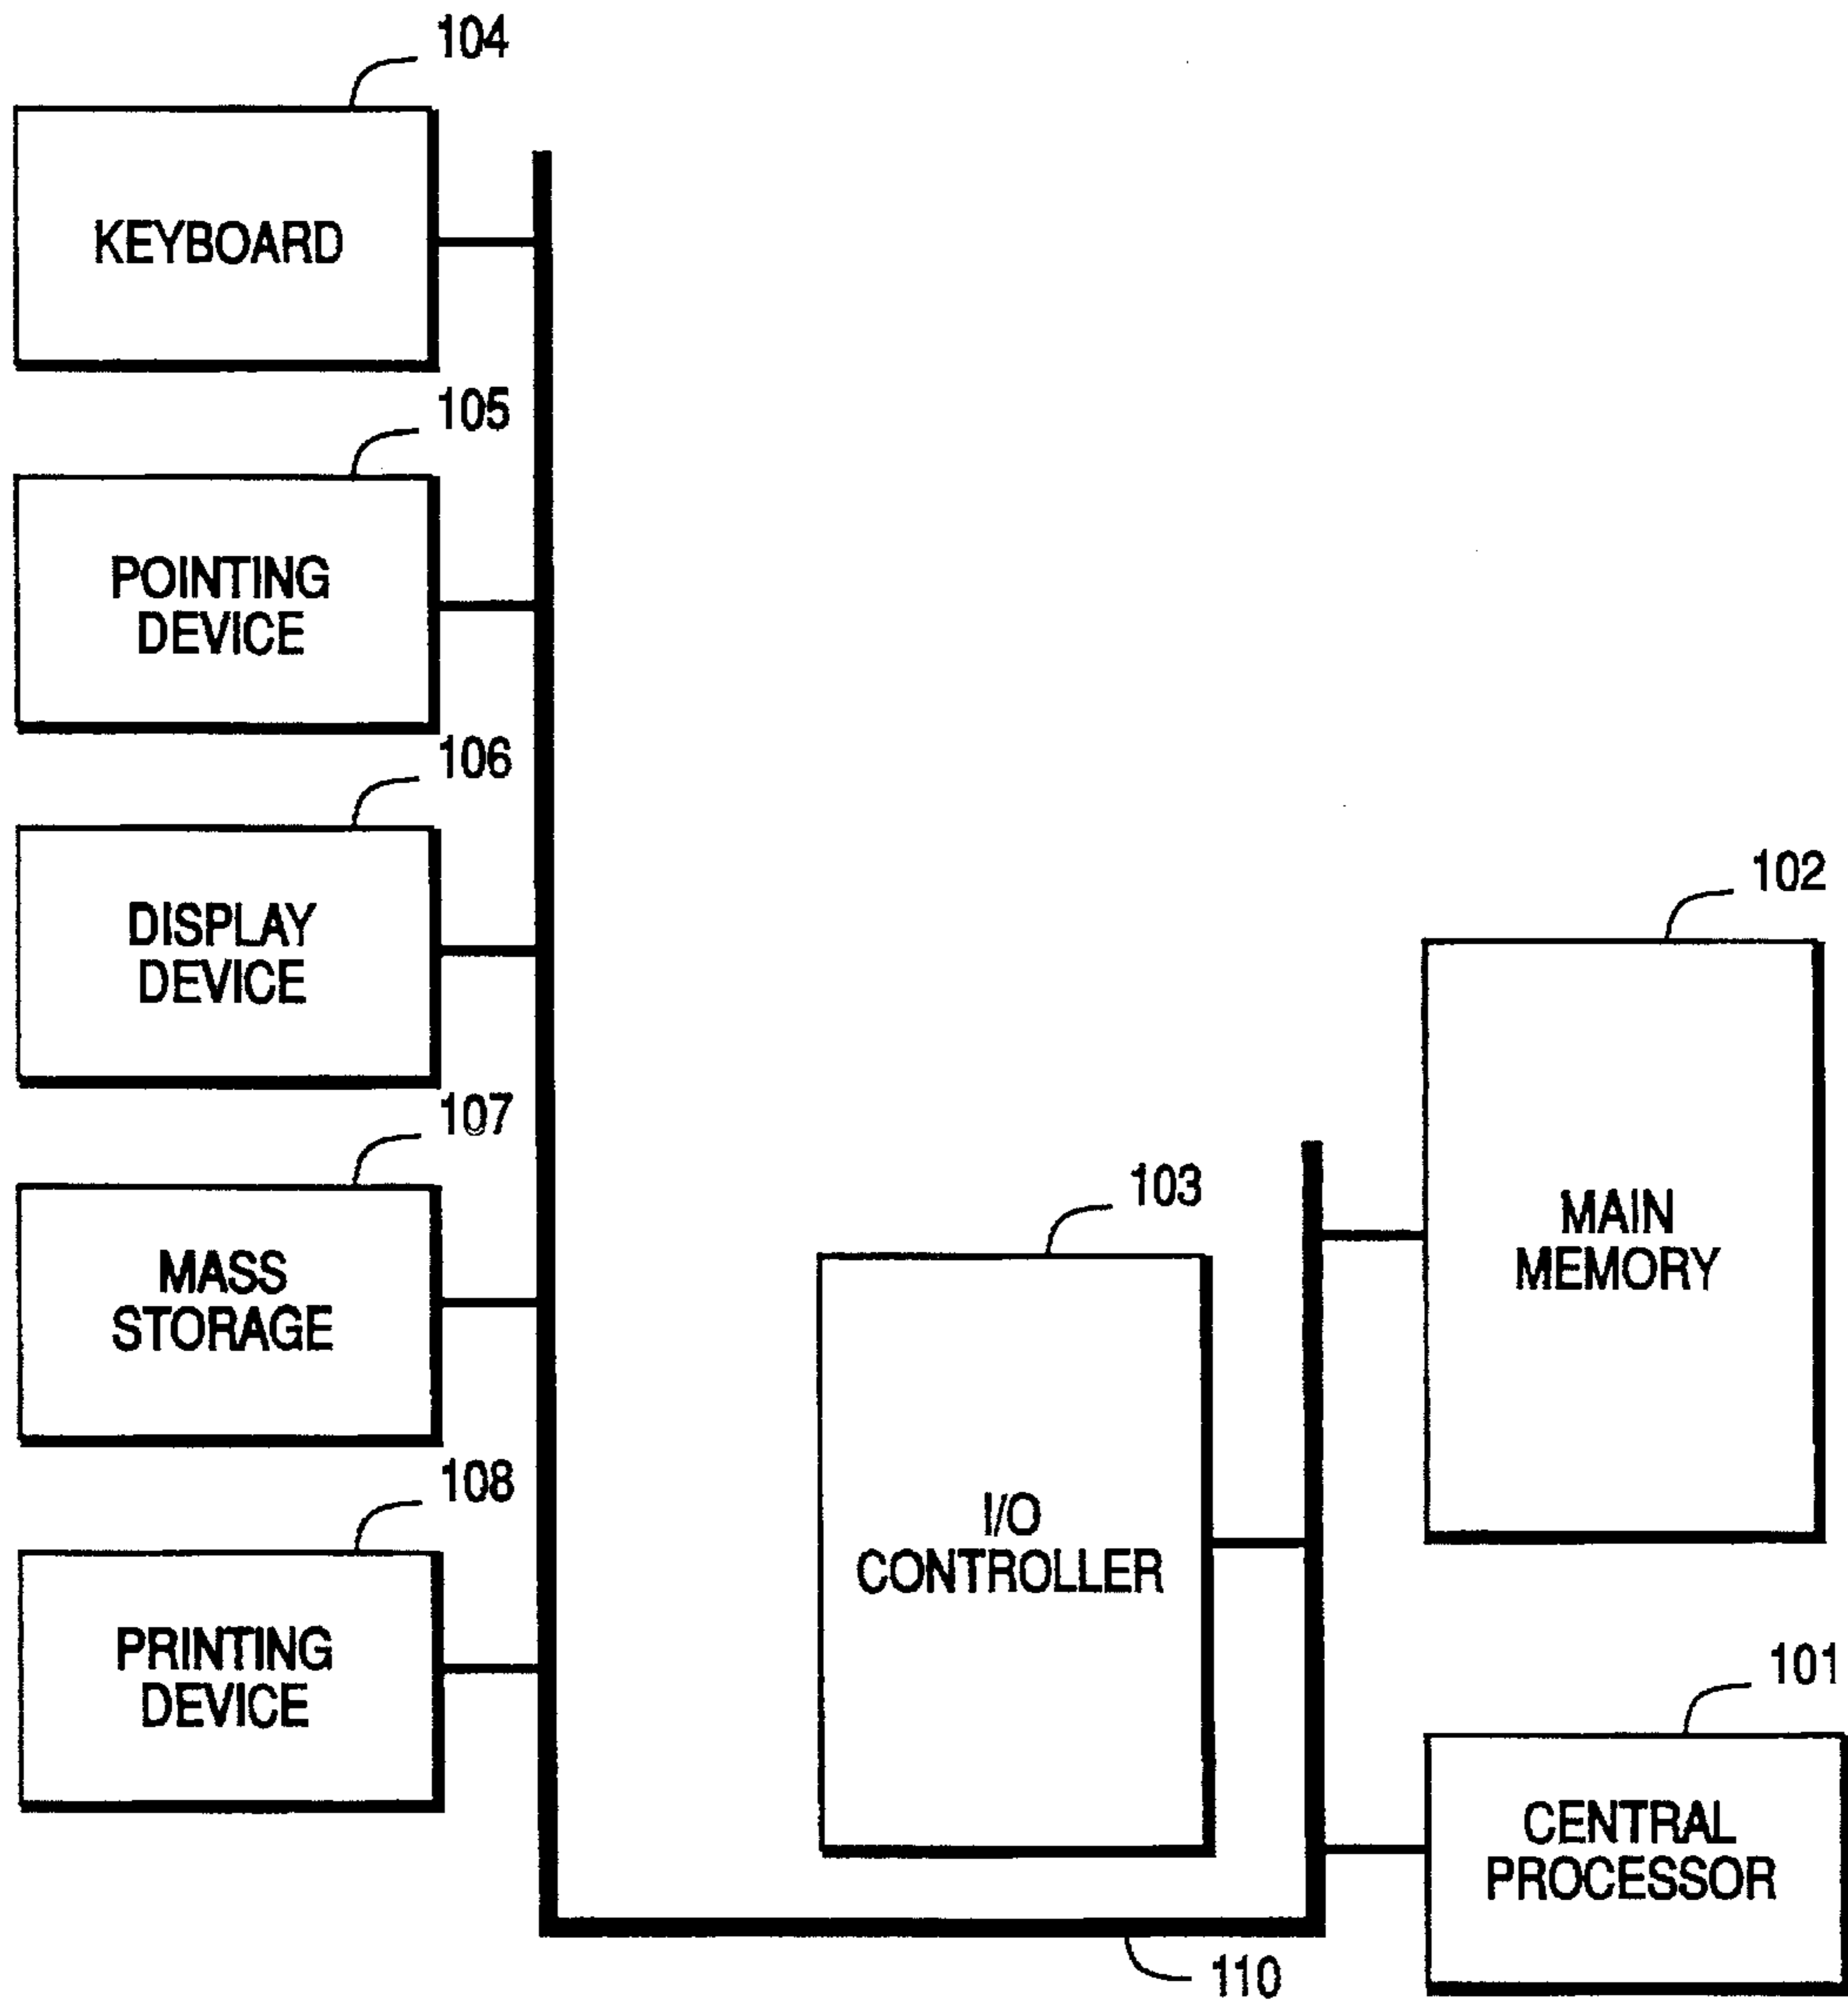 104
KEYBOARD
105
POINTING
DEVICE
106
DISPLAY
DEVICE
107
MASS
STORAGE
108
PRINTING
DEVICE
103
I/O
CONTROLLER
102
MAIN
MEMORY
101
CENTRAL
PROCESSOR
110